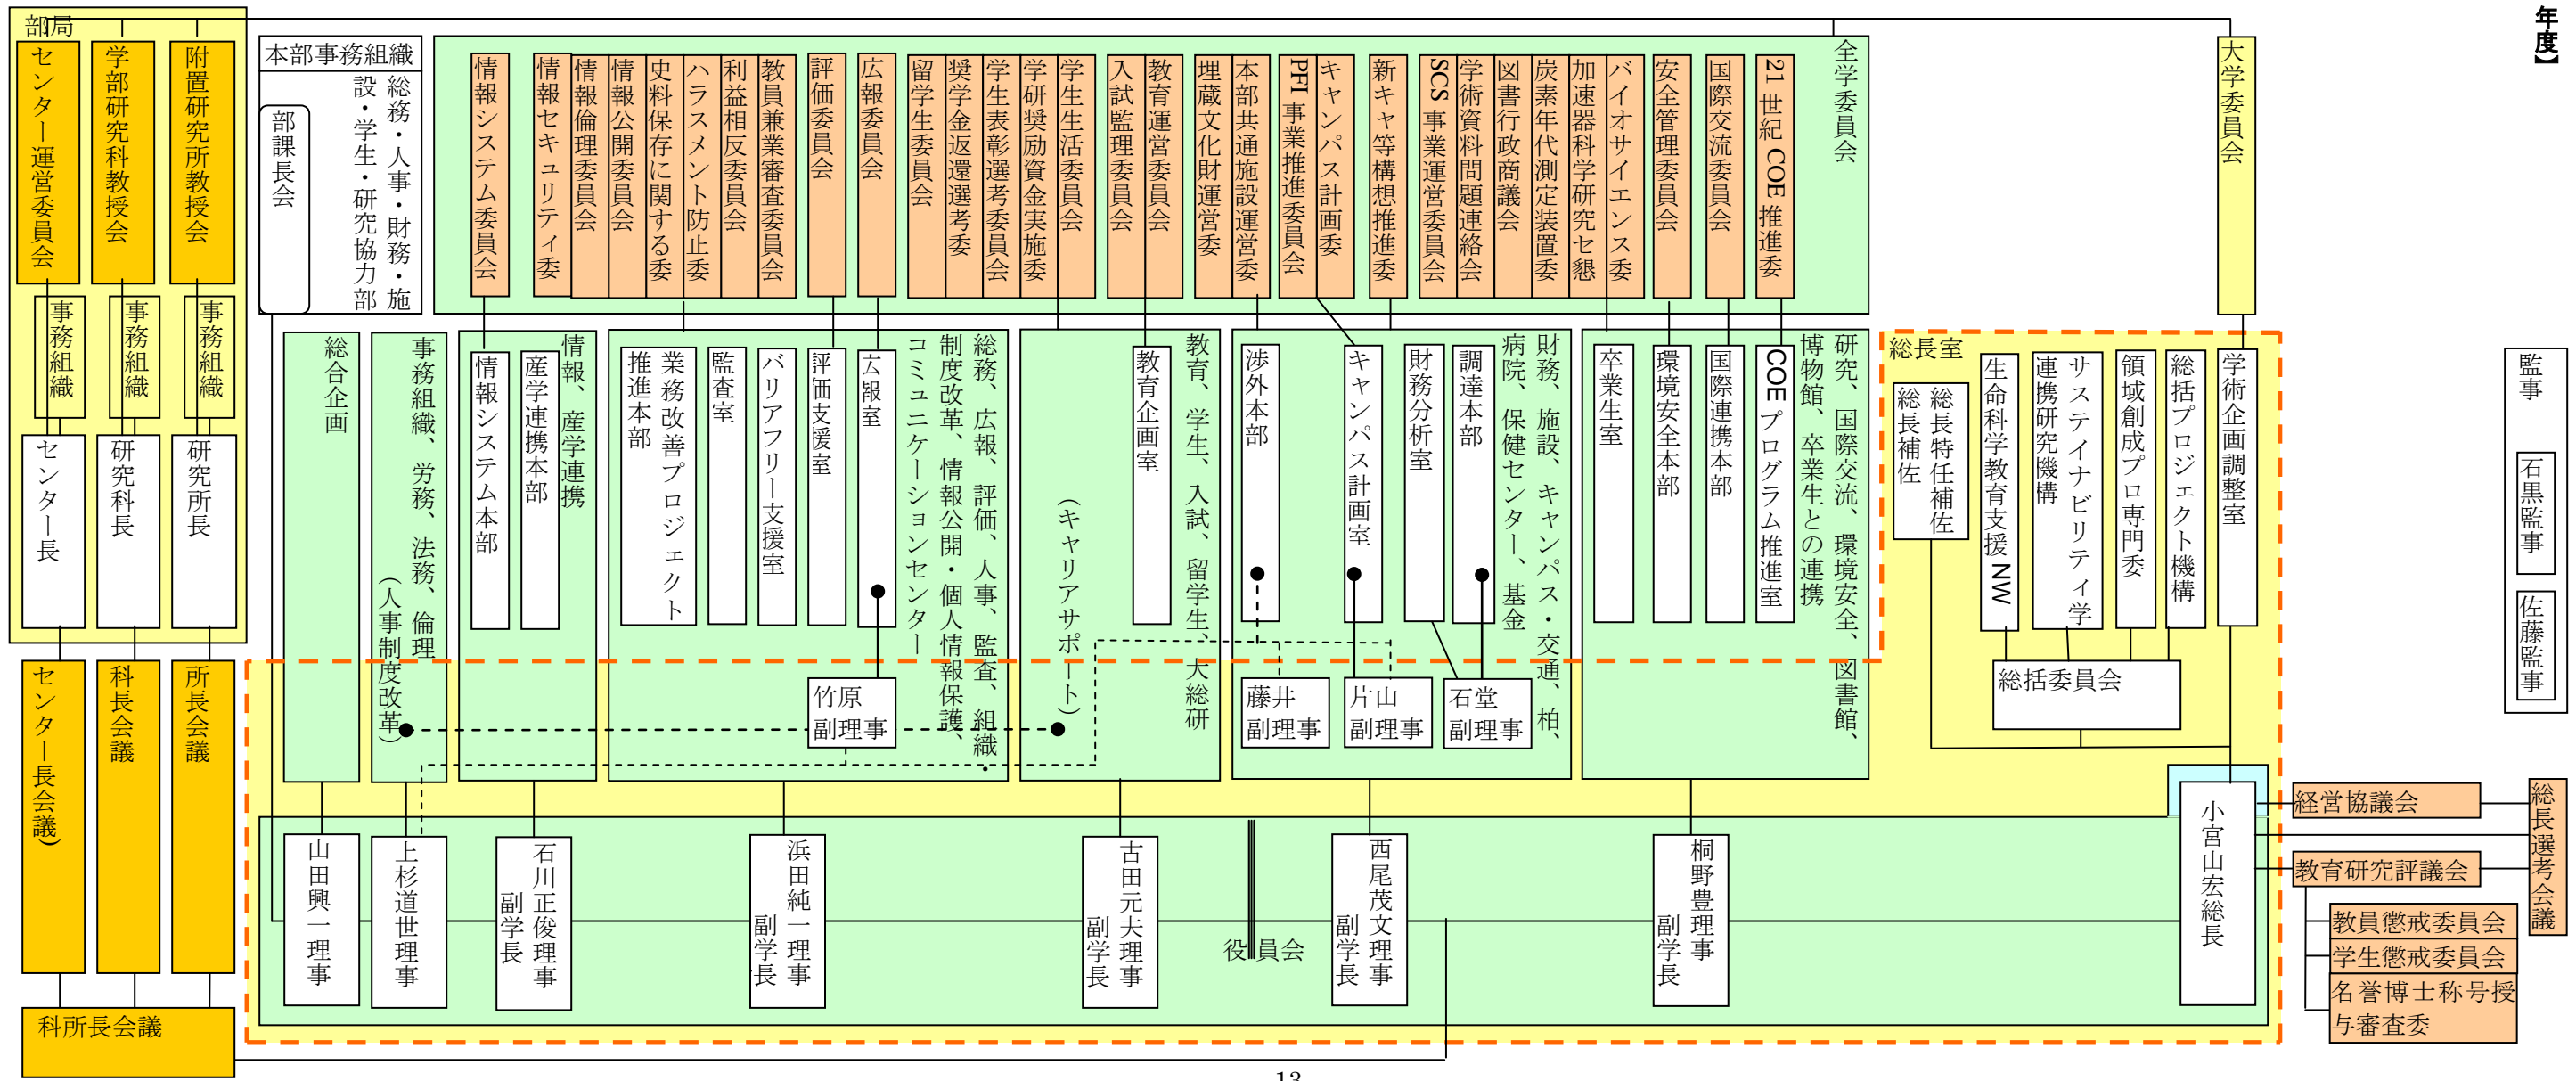 年度】
部局
センター運営委員会
学部研究科教授会
附置研究所教授会
事務組織
事務組織
事務組織
センター長
研究科長
研究所長
センター長会議)
科長会議
所長会議
科所長会議
本部事務組織
総務・人事・財務・施
設・学生・研究協力部
部課長会
全学委員会
情報システム委員会
情報セキュリティ委
情報倫理委員会
情報公開委員会
史料保存に関する委
ハラスメント防止委
利益相反委員会
教員兼業審査委員会
評価委員会
広報委員会
留学生委員会
奨学金返還選考委
学生表彰選考委員会
学研奨励資金実施委
学生生活委員会
入試監理委員会
教育運営委員会
埋蔵文化財運営委
本部共通施設運営委
PFI 事業推進委員会
キャンパス計画委
新キャ等構想推進委
SCS 事業運営委員会
学術資料問題連絡会
図書行政商議会
炭素年代測定装置委
加速器科学研究セ懇
バイオサイエンス委
安全管理委員会
国際交流委員会
21 世紀 COE 推進委
大学委員会
総合企画
事務組織、労務、法務、倫理
(人事制度改革)
情報、産学連携
産学連携本部
情報システム本部
総務、広報、評価、人事、監査、組織・
制度改革、情報公開・個人情報保護、
コミュニケーションセンター
業務改善プロジェクト
推進本部
監査室
バリアフリー支援室
評価支援室
広報室
竹原
副理事
教育、学生、入試、留学生、大総研
(キャリアサポート)
教育企画室
財務、施設、キャンパス・交通、柏、
病院、保健センター、基金
渉外本部
キャンパス計画室
財務分析室
調達本部
藤井
副理事
片山
副理事
石堂
副理事
研究、国際交流、環境安全、図書館、
博物館、卒業生との連携
卒業生室
環境安全本部
国際連携本部
COE プログラム推進室
総長室
総長特任補佐
総長補佐
生命科学教育支援 NW
サステイナビリティ学
連携研究機構
領域創成プロ専門委
総括プロジェクト機構
学術企画調整室
総括委員会
監事
石黒監事
佐藤監事
山田興一理事
上杉道世理事
石川正俊理事
副学長
浜田純一理事
副学長
古田元夫理事
副学長
役員会
西尾茂文理事
副学長
桐野豊理事
副学長
小宮山宏総長
経営協議会
教育研究評議会
総長選考会議
教員懲戒委員会
学生懲戒委員会
名誉博士称号授
与審査委
13